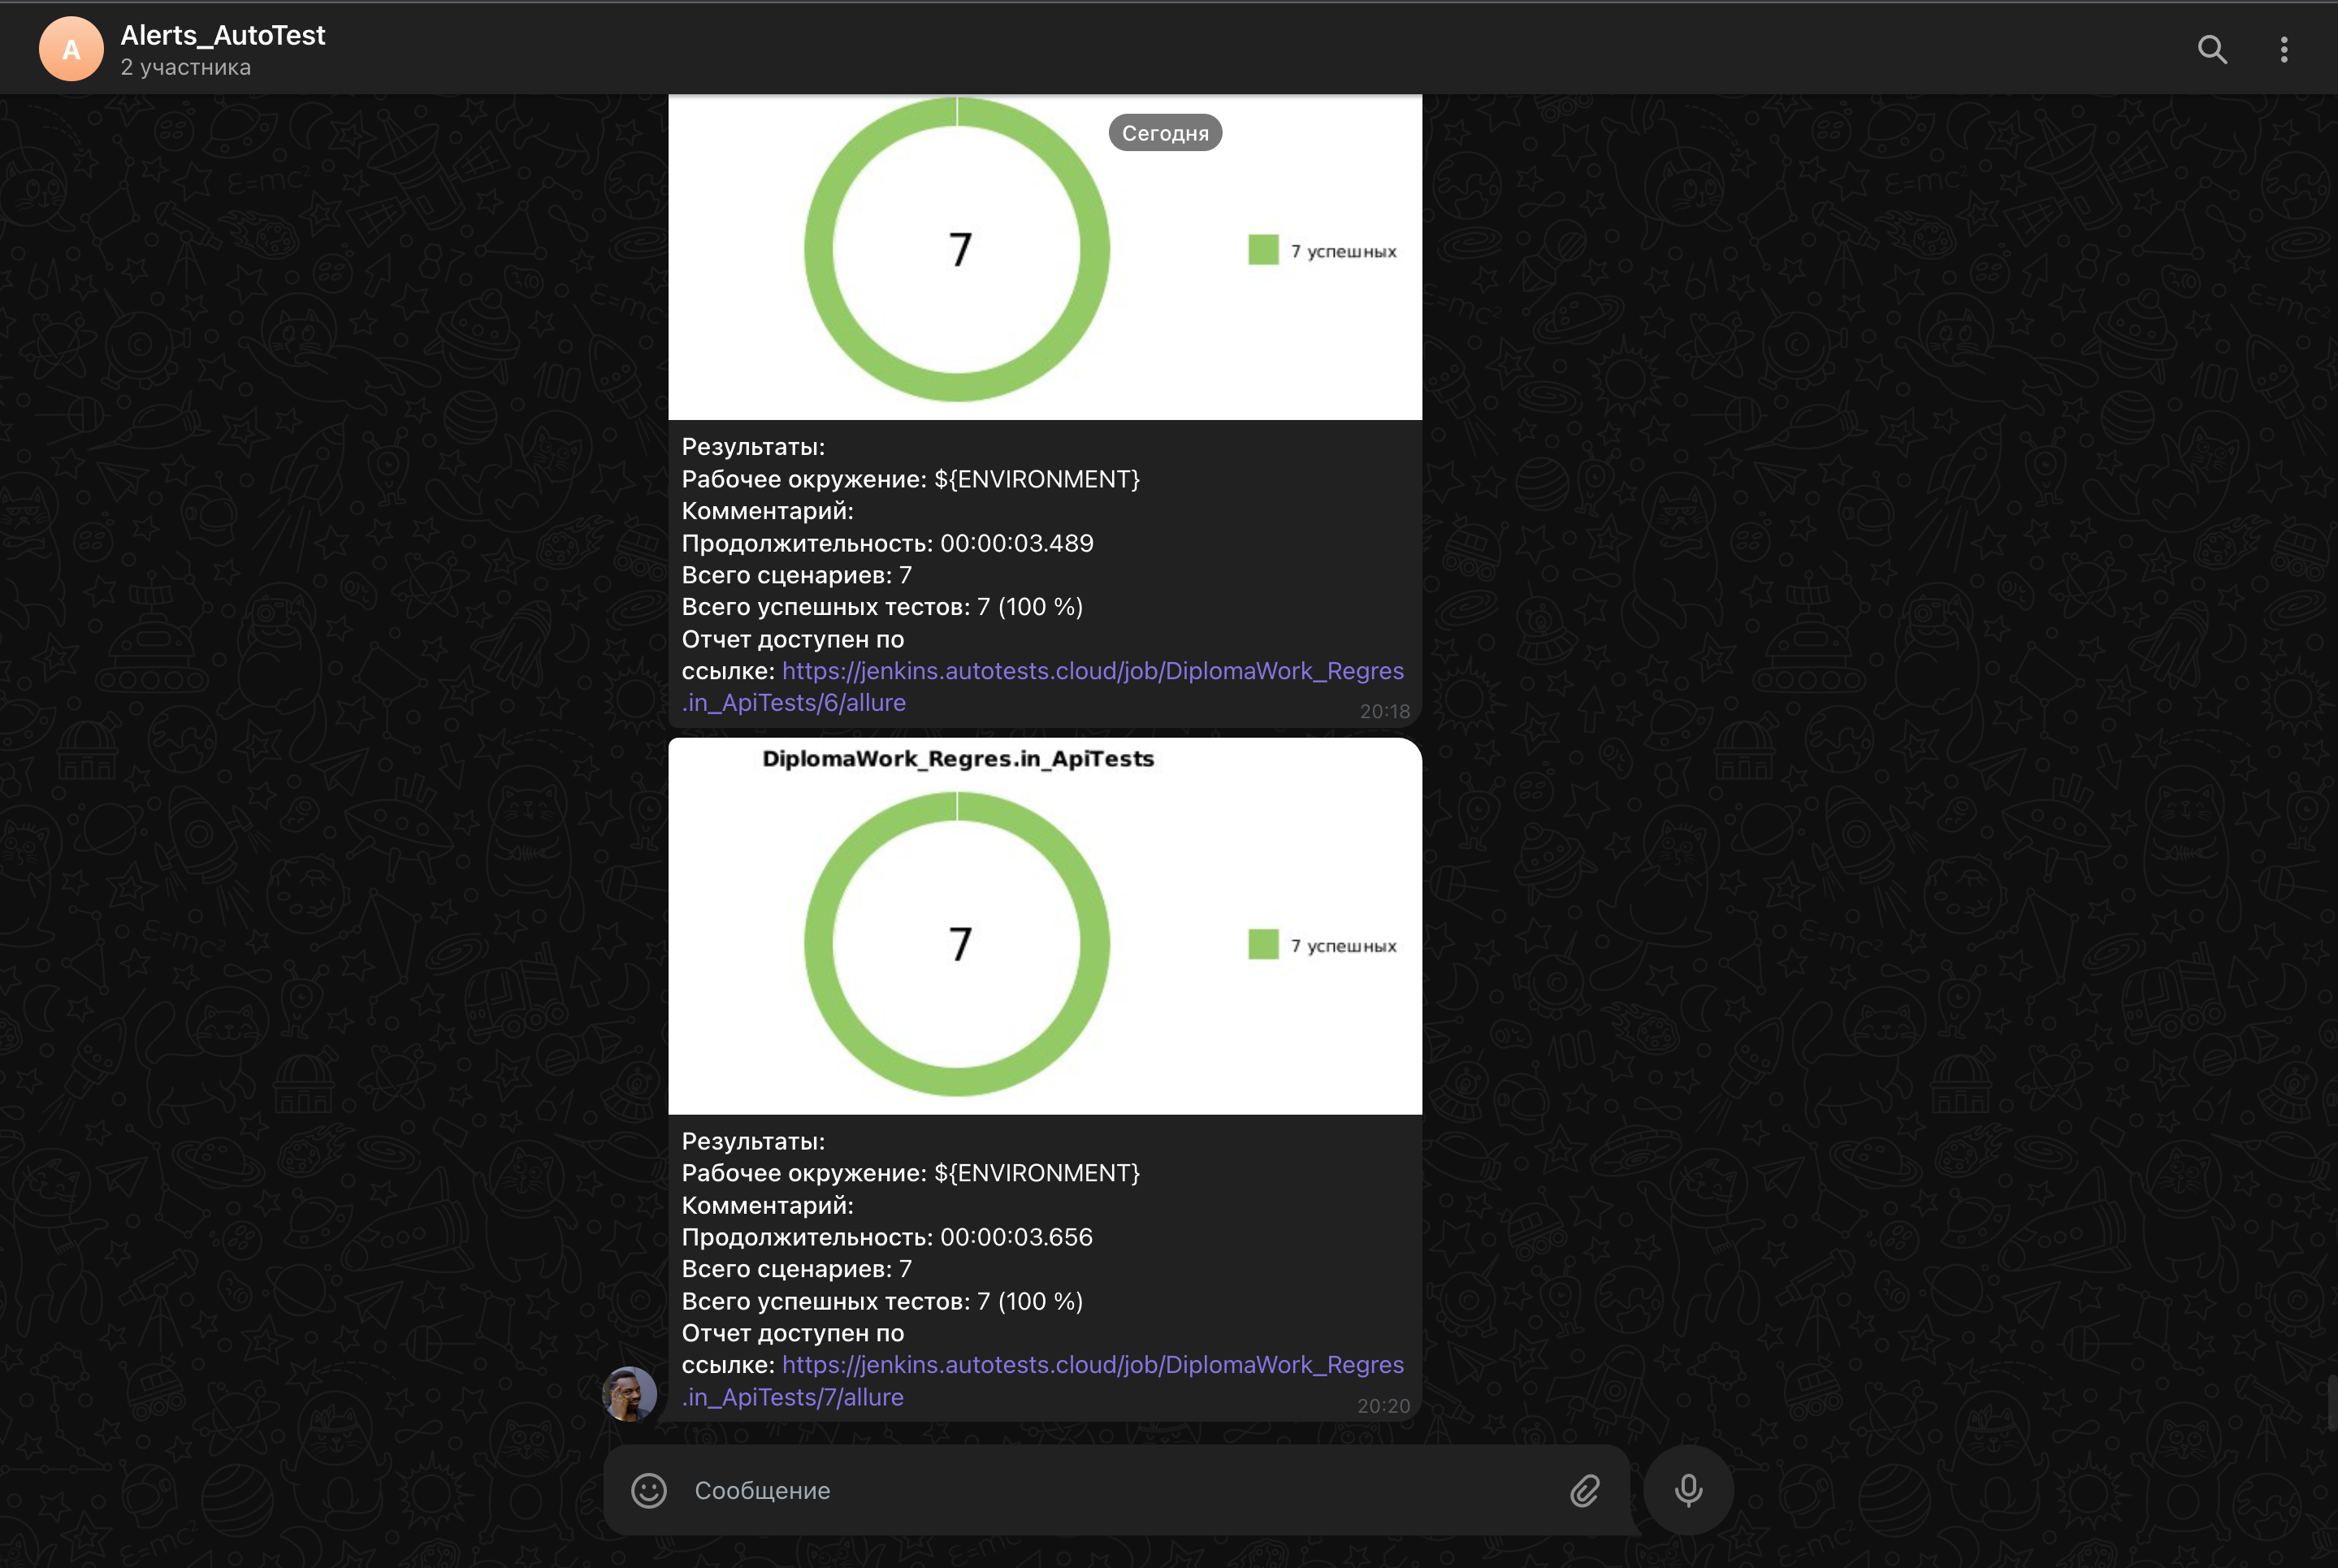 A
Alerts_AutoTest
2 участника
Сегодня
7
7 успешных
Результаты:
Рабочее окружение: ${ENVIRONMENT}
Комментарий:
Продолжительность: 00:00:03.489
Всего сценариев: 7
Всего успешных тестов: 7 (100 %)
Отчет доступен по
ссылке: https://jenkins.autotests.cloud/job/DiplomaWork_Regres
.in_ApiTests/6/allure
20:18
DiplomaWork_Regres.in_ApiTests
7
7 успешных
Результаты:
Рабочее окружение: ${ENVIRONMENT}
Комментарий:
Продолжительность: 00:00:03.656
Всего сценариев: 7
Всего успешных тестов: 7 (100 %)
Отчет доступен по
ссылке: https://jenkins.autotests.cloud/job/DiplomaWork_Regres
.in_ApiTests/7/allure
20:20
Сообщение